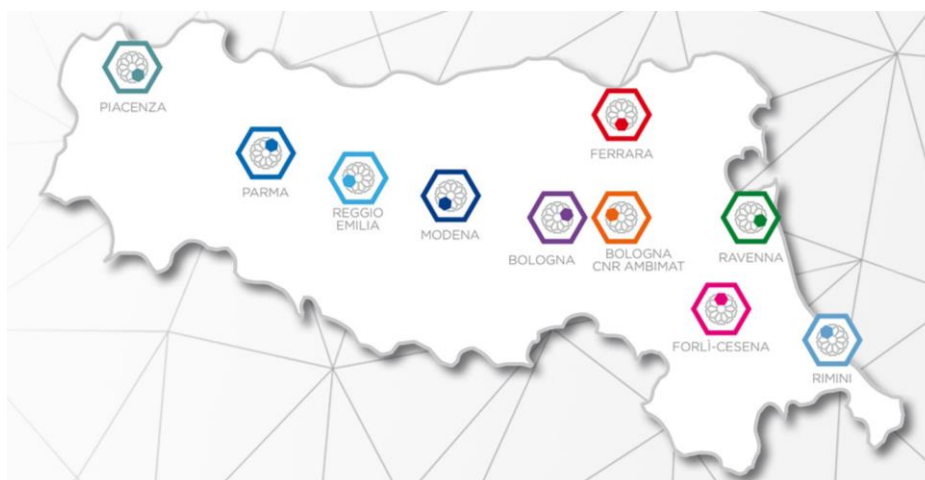 PIACENZA
PARMA
REGGIO
EMILIA
MODENA
BOLOGNA
BOLOGNA
CNR AMBIMAT
FERRARA
RAVENNA
FORLÌ-CESENA
RIMINI